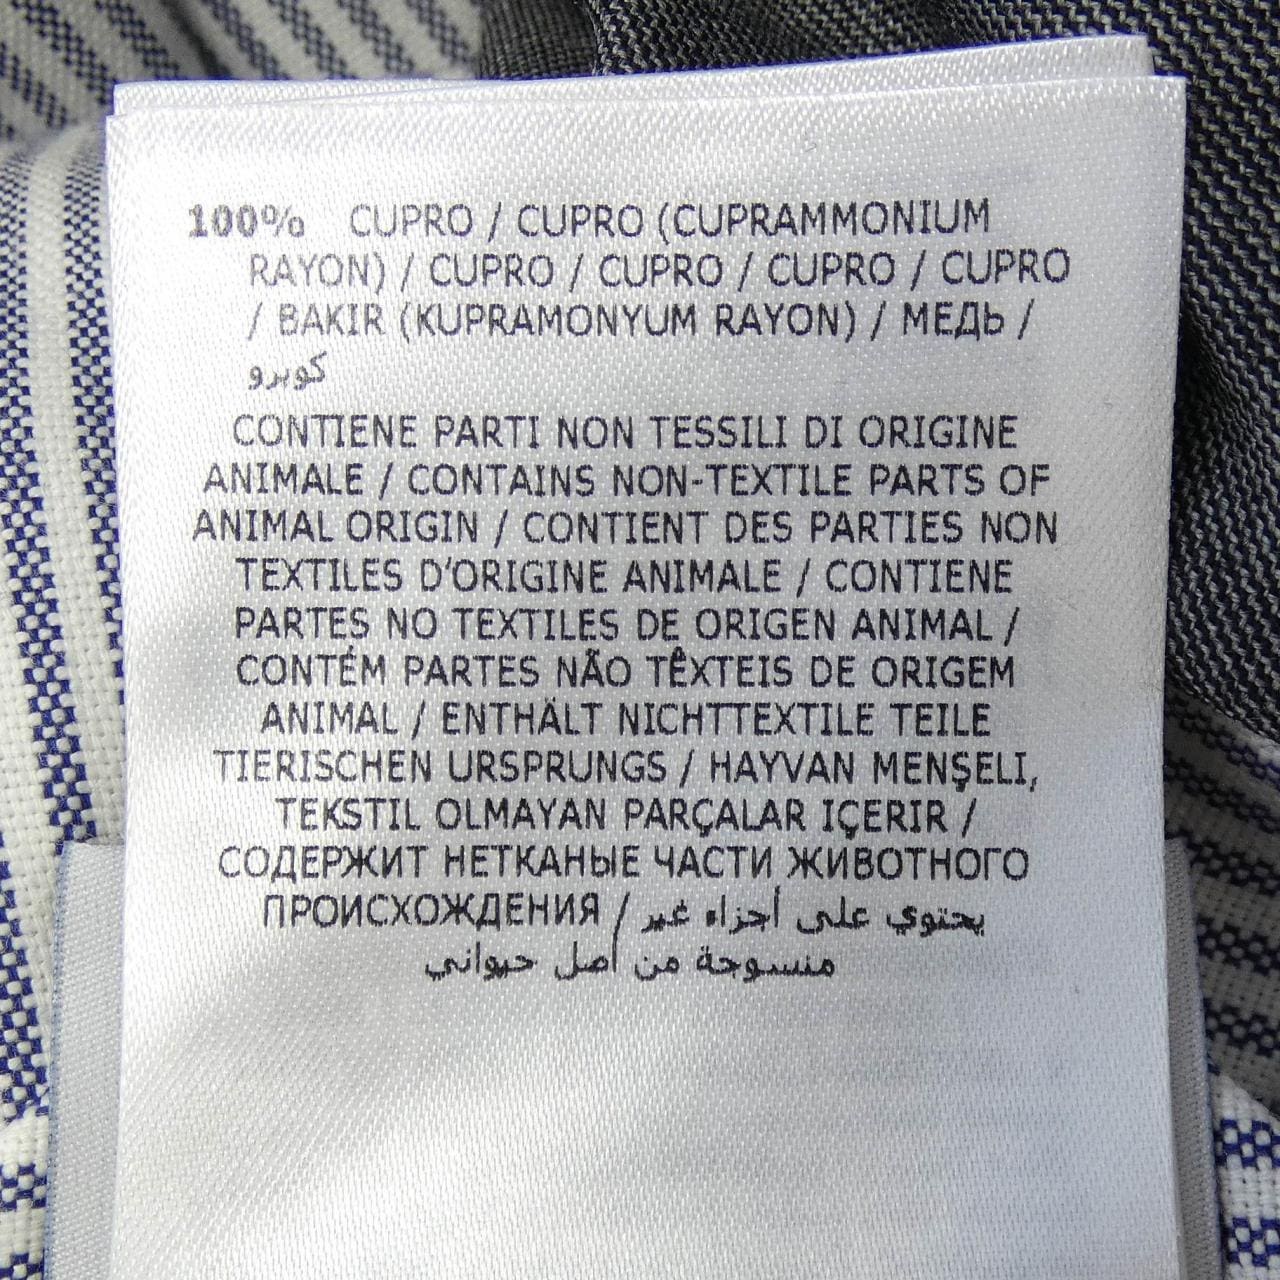 100% CUPRO / CUPRO (CUPRAMMONIUM
RAYON) / CUPRO / CUPRO / CUPRO / CUPRO
/ BAKIR (KUPRAMONYUM RAYON) / МЕДЬ /
كوبرو
CONTIENE PARTI NON TESSILI DI ORIGINE
ANIMALE / CONTAINS NON-TEXTILE PARTS OF
ANIMAL ORIGIN / CONTIENT DES PARTIES NON
TEXTILES D'ORIGINE ANIMALE / CONTIENE
PARTES NO TEXTILES DE ORIGEN ANIMAL /
CONTÉM PARTES NÃO TÊXTEIS DE ORIGEM
ANIMAL / ENTHÄLT NICHTTEXTILE TEILE
TIERISCHEN URSPRUNGS / HAYVAN MENŞELI,
TEKSTIL OLMAYAN PARÇALAR IÇERIR /
СОДЕРЖИТ НЕТКАНЫЕ ЧАСТИ ЖИВОТНОГО
ПРОИСХОЖДЕНИЯ / يحتوي على أجزاء غير
منسوجة من أصل حيواني